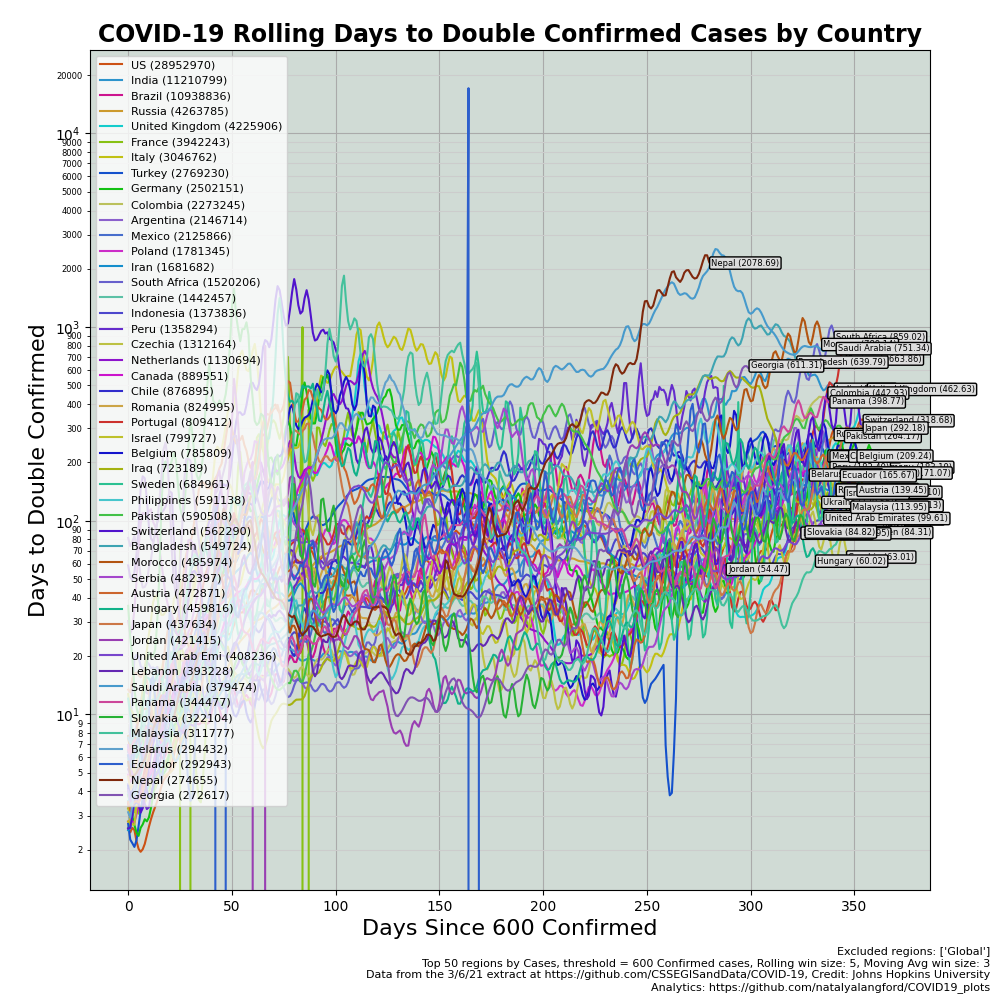 COVID-19 Rolling Days to Double Confirmed Cases by Country
US (28952970)
India (11210799)
Brazil (10938836)
Russia (4263785)
United Kingdom (4225906)
France (3942243)
Italy (3046762)
Turkey (2769230)
Germany (2502151)
Colombia (2273245)
Argentina (2146714)
Mexico (2125866)
Poland (1781345)
Iran (1681682)
South Africa (1520206)
Ukraine (1442457)
Indonesia (1373836)
Peru (1358294)
Czechia (1312164)
Netherlands (1130694)
Canada (889551)
Chile (876895)
Romania (824995)
Portugal (809412)
Israel (799727)
Belgium (785809)
Iraq (723189)
Sweden (684961)
Philippines (591138)
Pakistan (590508)
Switzerland (562290)
Bangladesh (549724)
Morocco (485974)
Serbia (482397)
Austria (472871)
Hungary (459816)
Japan (437634)
Jordan (421415)
United Arab Emi (408236)
Lebanon (393228)
Saudi Arabia (379474)
Panama (344477)
Slovakia (322104)
Malaysia (311777)
Belarus (294432)
Ecuador (292943)
Nepal (274655)
Georgia (272617)
Days to Double Confirmed
20000
10^4
9000
8000
7000
6000
5000
4000
3000
2000
10^3
900
800
700
600
500
400
300
200
10^2
90
80
70
60
50
40
30
20
10^1
9
8
7
6
5
4
3
2
Nepal (2078.69)
South Africa (859.02)
Saudi Arabia (751.34)
663.86)
desh (639.79)
Georgia (611.31)
gdom (462.63)
Colombia (442.93)
Panama (398.77)
Switzerland (318.68)
Japan (292.18)
Pakistan (264.17)
Belgium (209.24)
71.07)
Ecuador (165.67)
Austria (139.45)
Malaysia (113.95)
United Arab Emirates (99.61)
Slovakia (84.82)
en (84.31)
63.01)
Hungary (60.02)
Jordan (54.47)
0 50 100 150 200 250 300 350
Days Since 600 Confirmed
Excluded regions: ['Global']
Top 50 regions by Cases, threshold = 600 Confirmed cases, Rolling win size: 5, Moving Avg win size: 3
Data from the 3/6/21 extract at https://github.com/CSSEGISandData/COVID-19, Credit: Johns Hopkins University
Analytics: https://github.com/natalyalangford/COVID19_plots